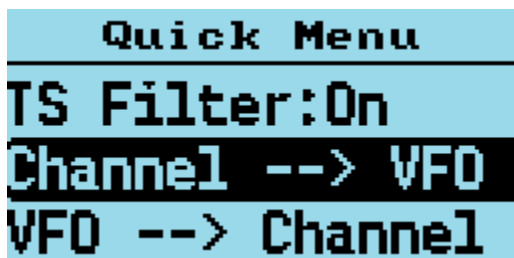 Quick Menu
TS Filter:On
Channel --> VFO
VFO --> Channel